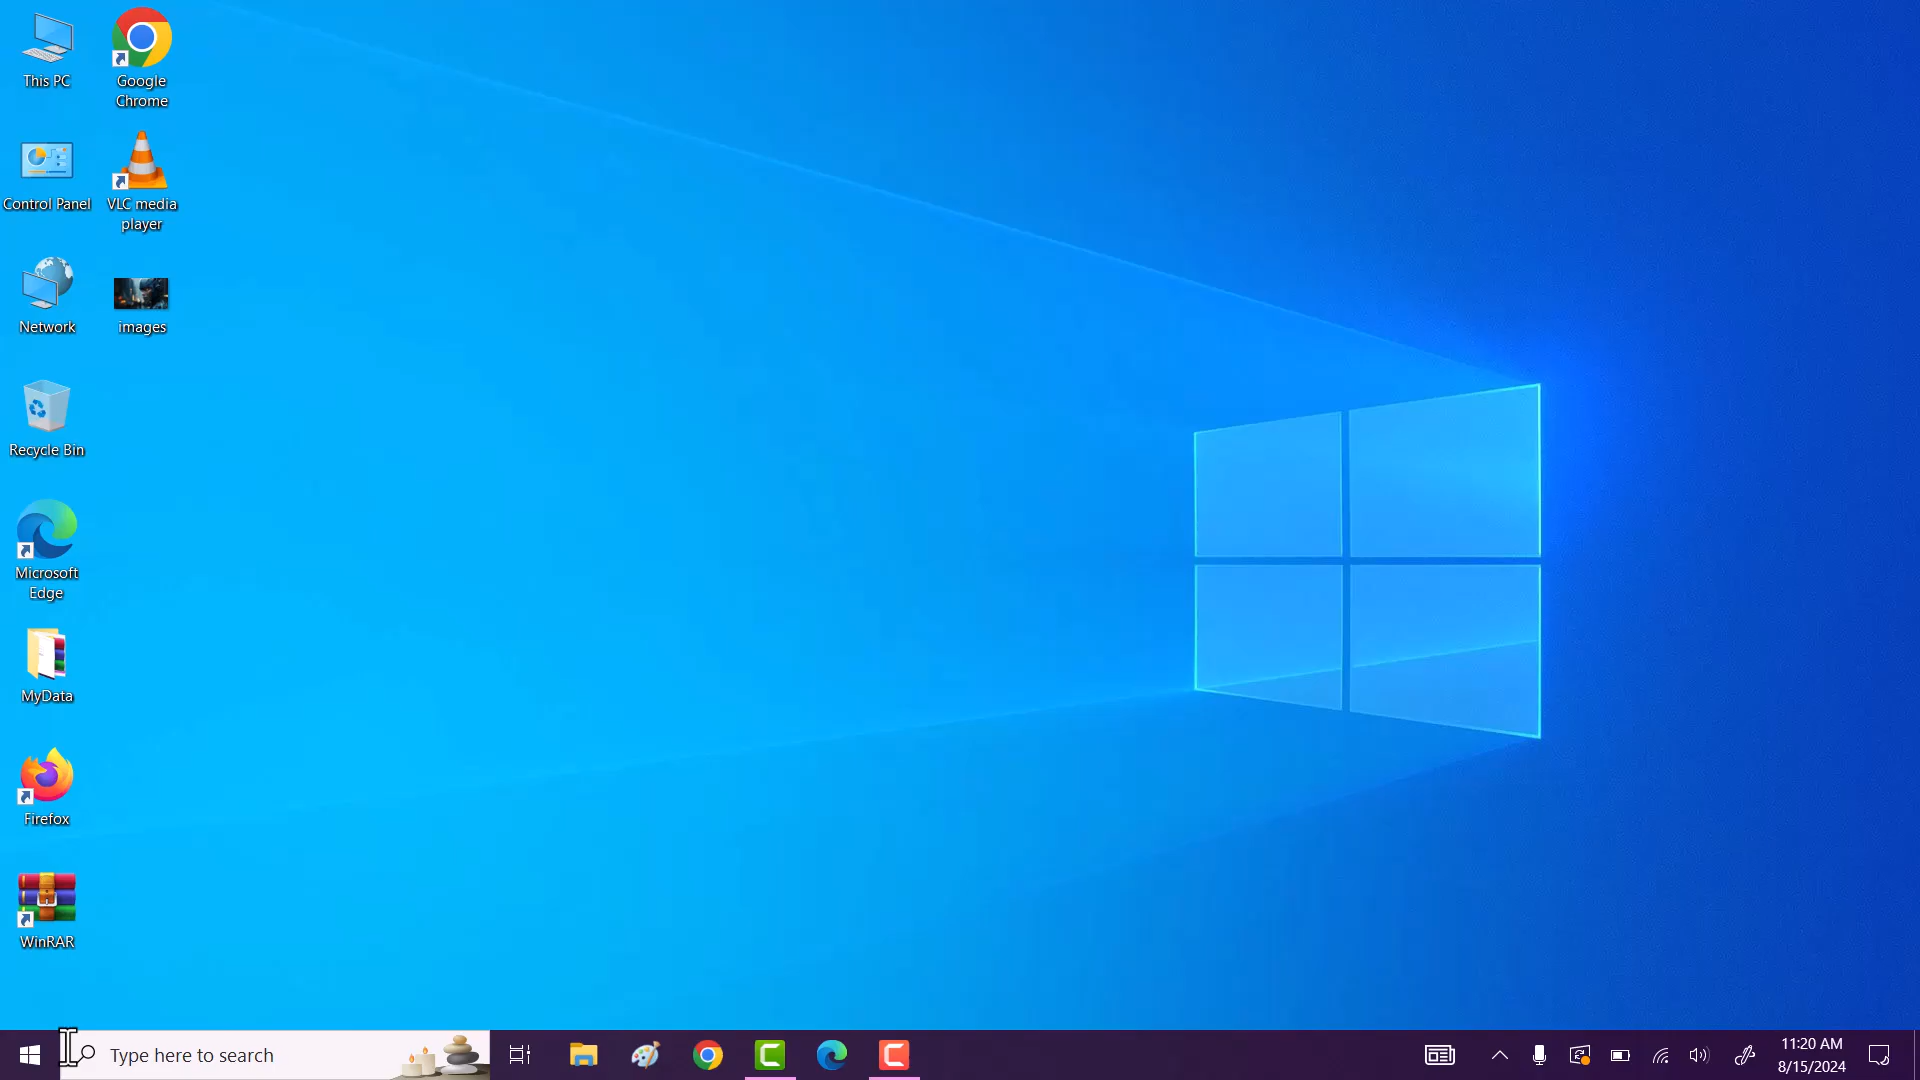 This PC
Google
Chrome
Control Panel
VLC media
player
Network
images
Recycle Bin
Microsoft
Edge
MyData
Firefox
WinRAR
Type here to search
11:20 AM
8/15/2024